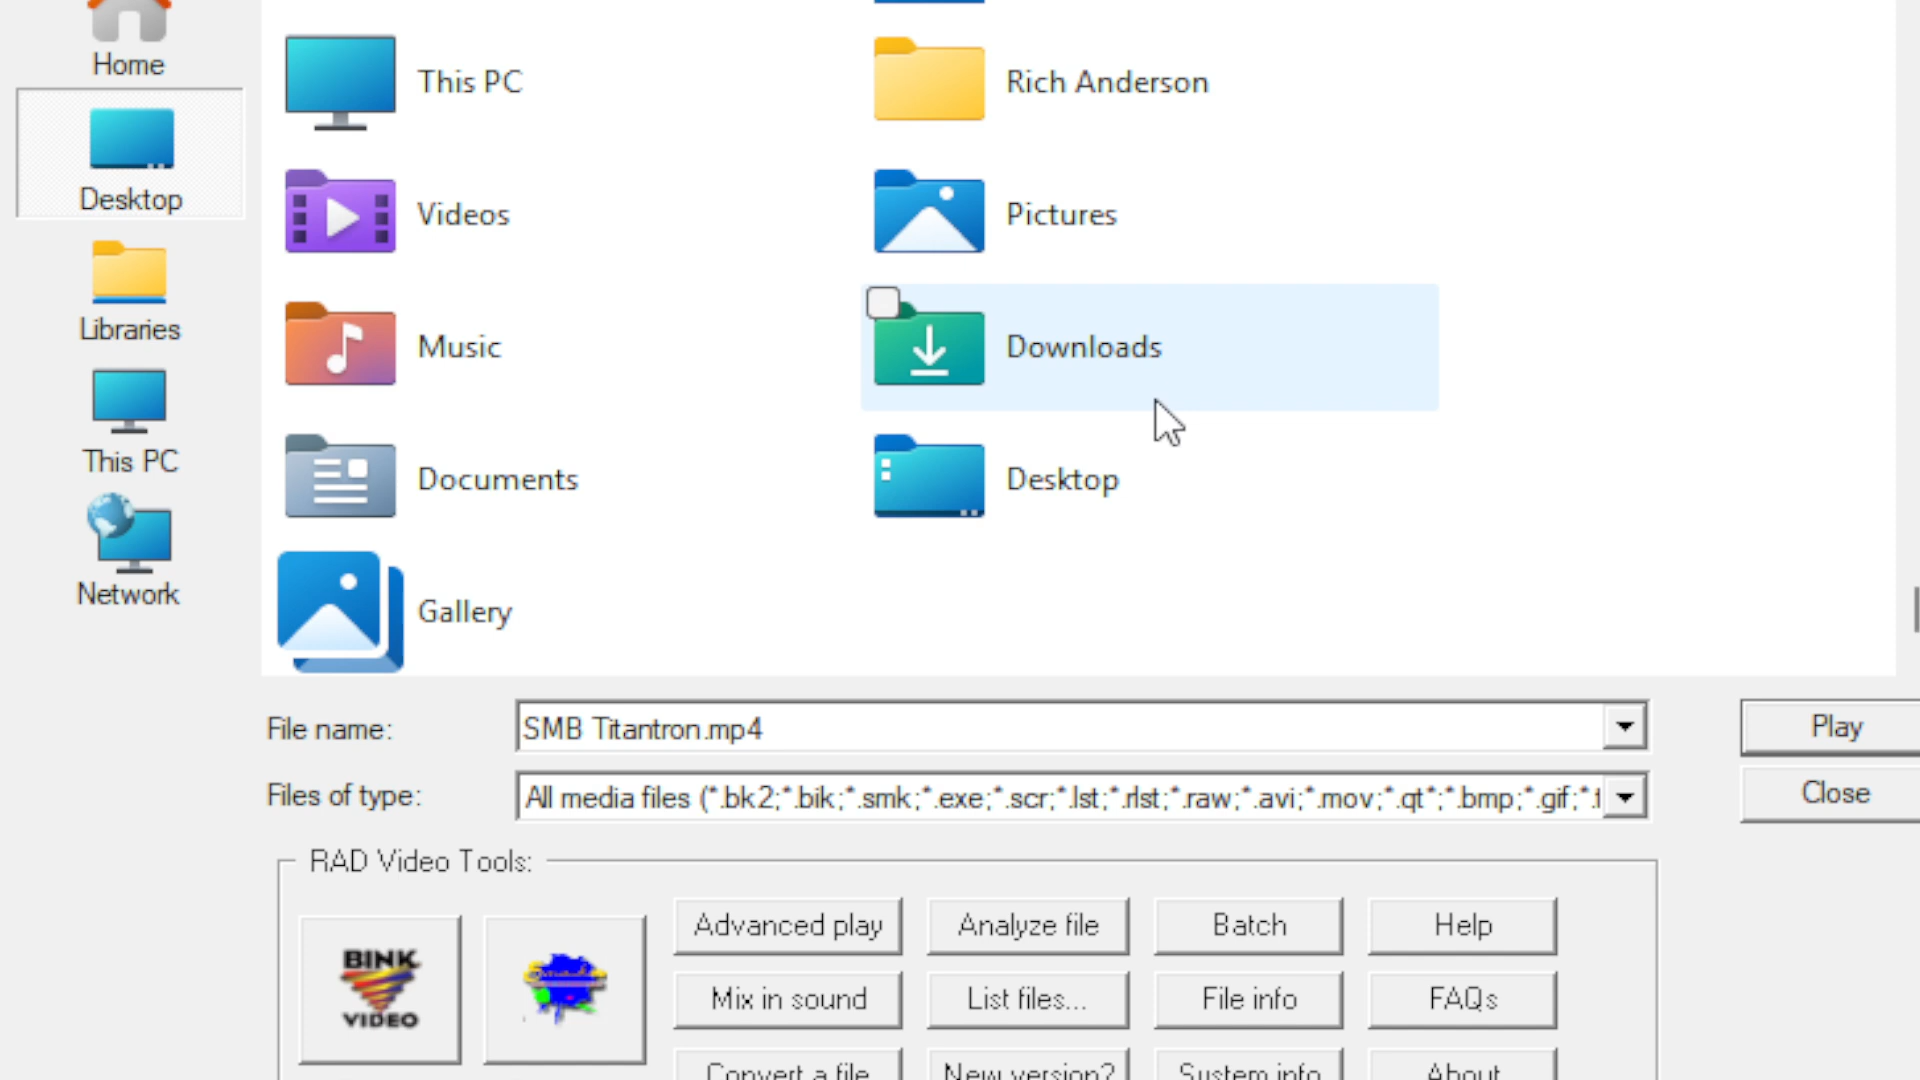 Home
Desktop
Libraries
This PC
Network
This PC
Rich Anderson
Videos
Pictures
Music
Downloads
Documents
Desktop
Gallery
File name:
SMB Titantron.mp4
Play
Files of type:
All media files (*.bk2;*.bik;*.smk;*.exe;*.scr;*.lst;*.rlst;*.raw;*.avi;*.mov;*.qt*;*.bmp;*.gif;*.
Close
RAD Video Tools:
BINK
VIDEO
Advanced play
Analyze file
Batch
Help
Mix in sound
List files...
File info
FAQs
Convert a file
New version?
System info
About